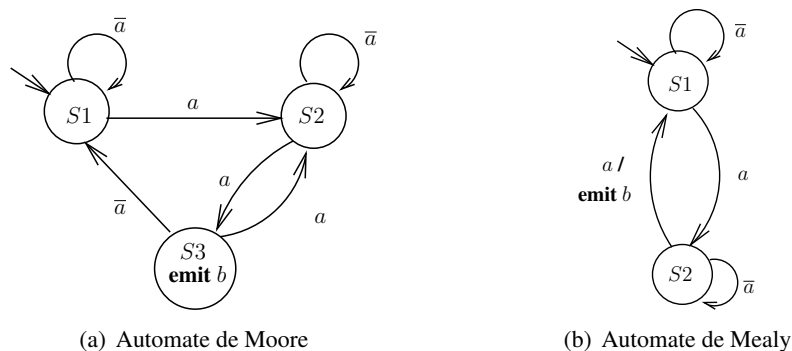 a̅
a̅
S1
a
S2
a
a
a̅
S3
emit b
(a) Automate de Moore
a̅
S1
a /
emit b
a
S2
a̅
(b) Automate de Mealy